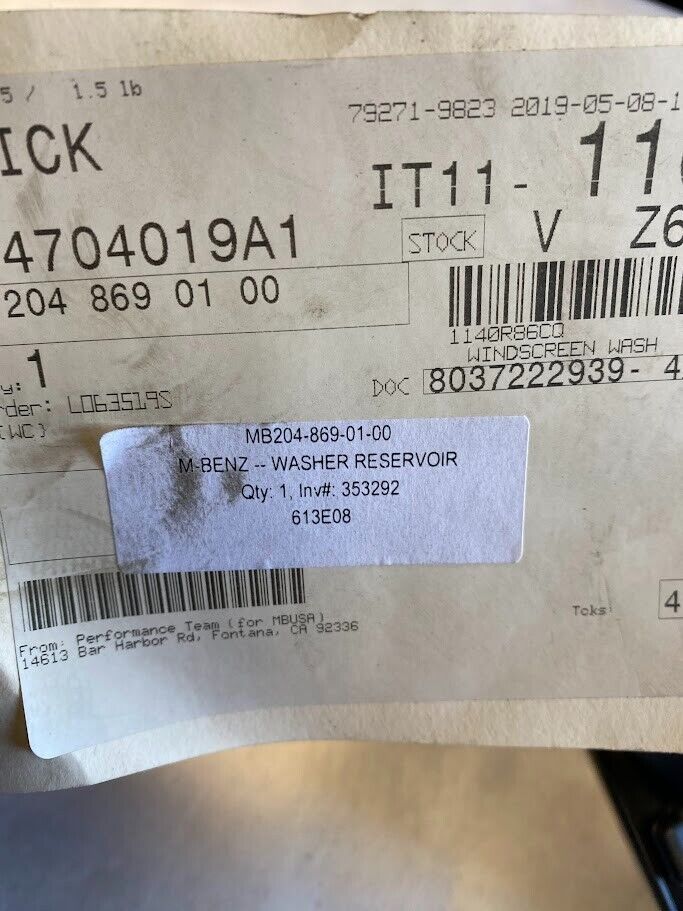 5 / 1.5 lb
79271-9823 2019-05-08-1
ICK
IT11- 11
4704019A1
STOCK V Z6
204 869 01 00
1140R86CQ
WINDSCREEN WASH
y: 1
DOC 8037222939- 4
rder: L063519S
(WC)
MB204-869-01-00
M-BENZ -- WASHER RESERVOIR
Qty: 1, Inv#: 353292
613E08
Tcks 4
From: Performance Team (for MBUSA)
14613 Bar Harbor Rd, Fontana, CA 92336